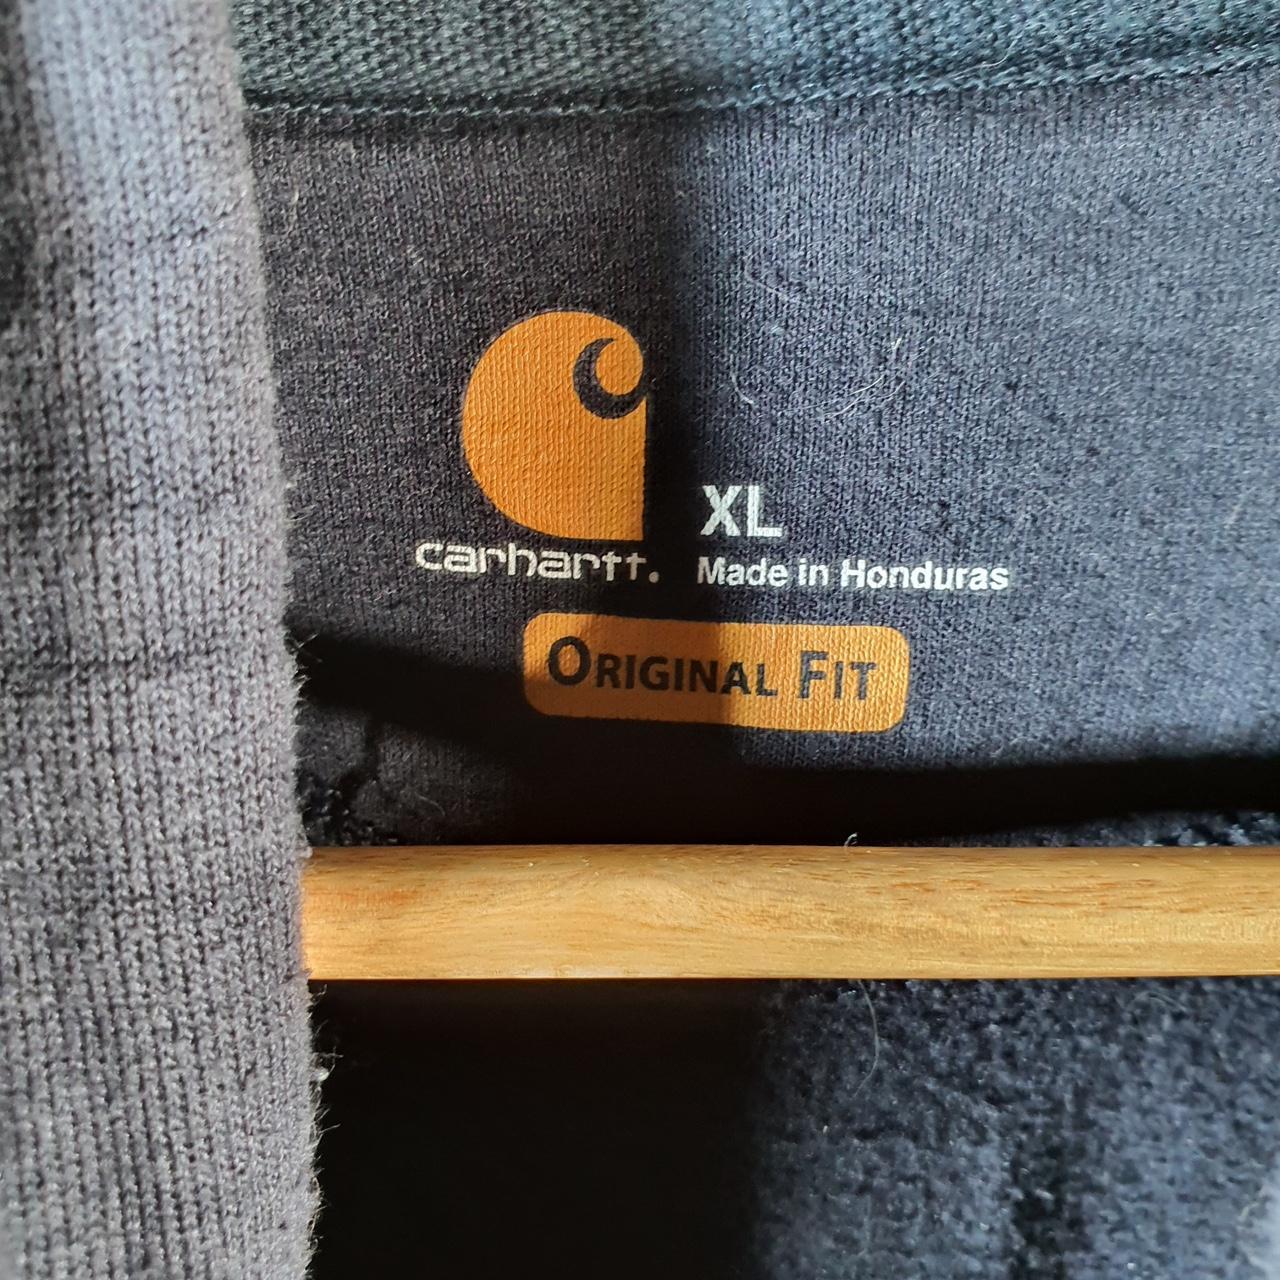 XL
carhartt.
Made in Honduras
ORIGINAL FIT